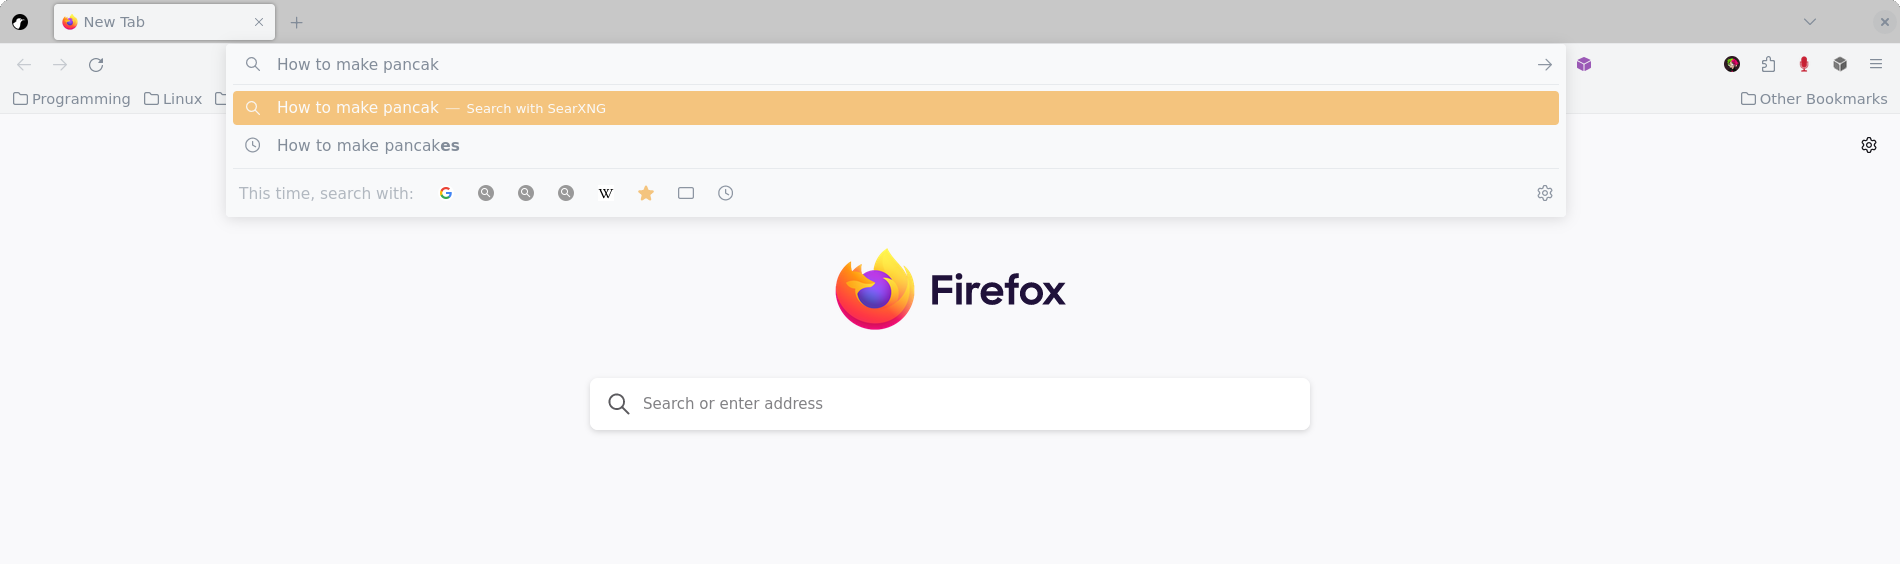 New Tab
How to make pancak
Programming
Linux
Other Bookmarks
How to make pancak — Search with SearXNG
How to make pancakes
This time, search with:
G
W
Firefox
Search or enter address